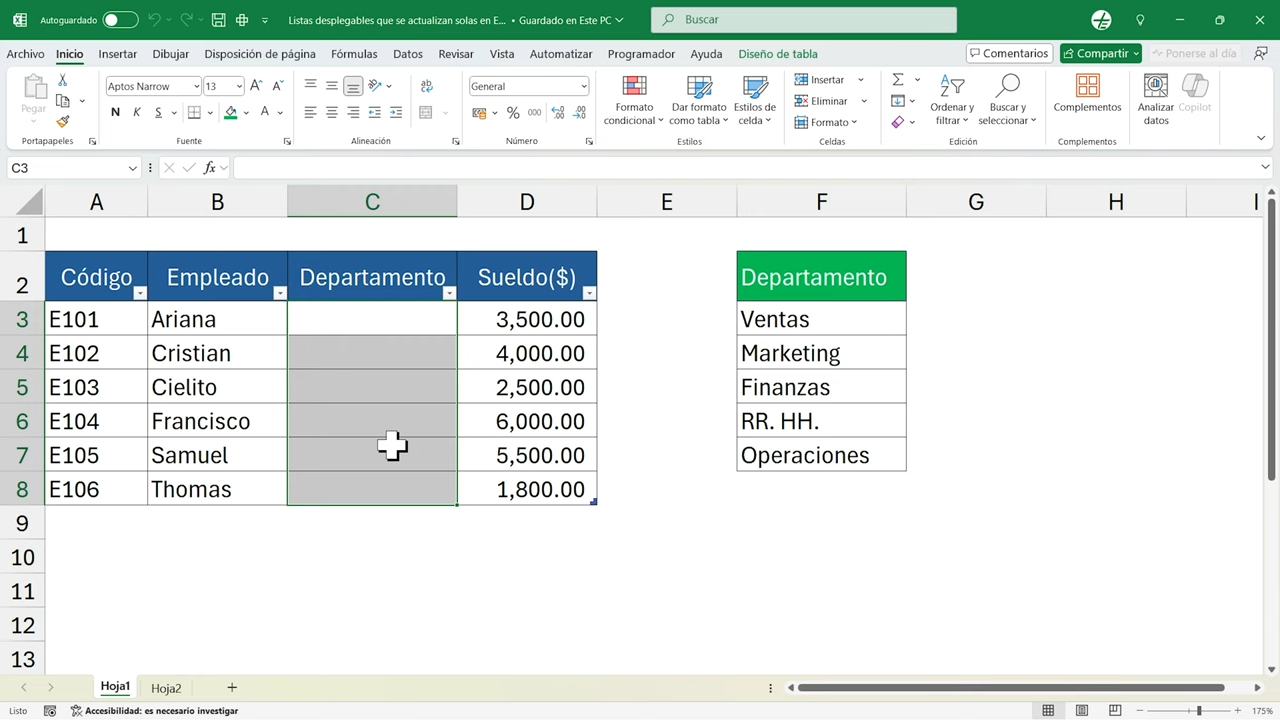 Autoguardado
Listas desplegables que se actualizan solas en E... • Guardado en Este PC
Buscar
Archivo Inicio Insertar Dibujar Disposición de página Fórmulas Datos Revisar Vista Automatizar Programador Ayuda Diseño de tabla
Comentarios Compartir Ponerse al día
Pegar
Portapapeles
Aptos Narrow 13
N K S
Fuente
Alineación
General
% 000
Número
Formato condicional
Dar formato como tabla
Estilos de celda
Estilos
Insertar
Eliminar
Formato
Celdas
Ordenar y filtrar
Buscar y seleccionar
Edición
Complementos
Complementos
Analizar datos
Copilot
C3 fx
A B C D E F G H I
1
2 Código Empleado Departamento Sueldo($) Departamento
3 E101 Ariana 3,500.00 Ventas
4 E102 Cristian 4,000.00 Marketing
5 E103 Cielito 2,500.00 Finanzas
6 E104 Francisco 6,000.00 RR. HH.
7 E105 Samuel 5,500.00 Operaciones
8 E106 Thomas 1,800.00
9
10
11
12
13
Hoja1 Hoja2
Listo Accesibilidad: es necesario investigar 175%